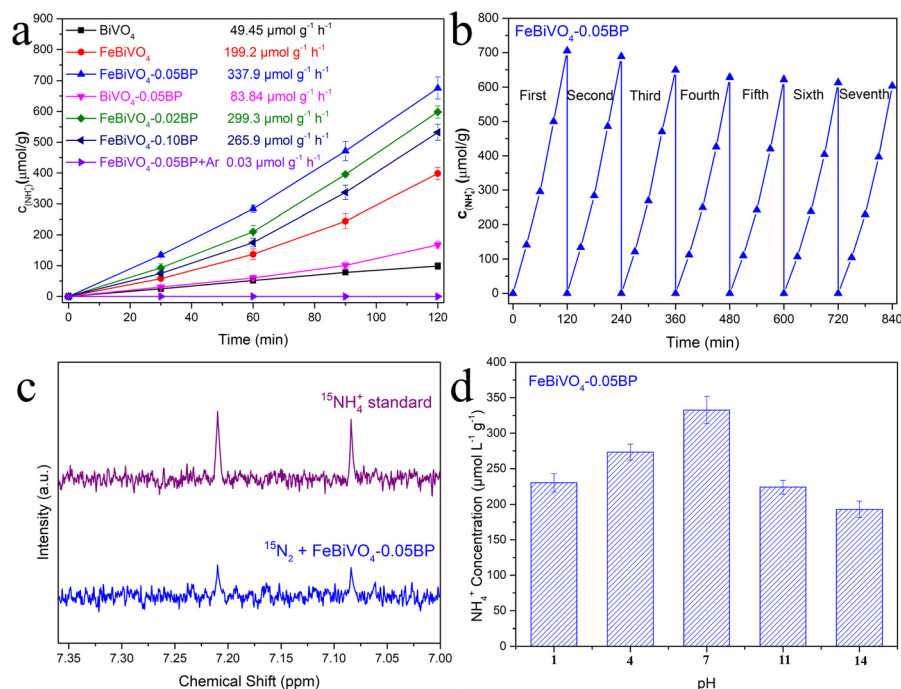 a
BiVO₄ 49.45 μmol g⁻¹ h⁻¹
FeBiVO₄ 199.2 μmol g⁻¹ h⁻¹
FeBiVO₄-0.05BP 337.9 μmol g⁻¹ h⁻¹
BiVO₄-0.05BP 83.84 μmol g⁻¹ h⁻¹
FeBiVO₄-0.02BP 299.3 μmol g⁻¹ h⁻¹
FeBiVO₄-0.10BP 265.9 μmol g⁻¹ h⁻¹
FeBiVO₄-0.05BP+Ar 0.03 μmol g⁻¹ h⁻¹
900
800
700
600
500
400
300
200
100
0
c(NH₄⁺)(μmol/g)
0 20 40 60 80 100 120
Time (min)
b
FeBiVO₄-0.05BP
First Second Third Fourth Fifth Sixth Seventh
800
700
600
500
400
300
200
100
0
c(NH₄⁺)(μmol/g)
0 120 240 360 480 600 720 840
Time (min)
c
¹⁵NH₄⁺ standard
¹⁵N₂ + FeBiVO₄-0.05BP
Intensity (a.u.)
7.35 7.30 7.25 7.20 7.15 7.10 7.05 7.00
Chemical Shift (ppm)
d
FeBiVO₄-0.05BP
400
350
300
250
200
150
100
50
0
NH₄⁺ Concentration (μmol L⁻¹ g⁻¹)
1 4 7 11 14
pH